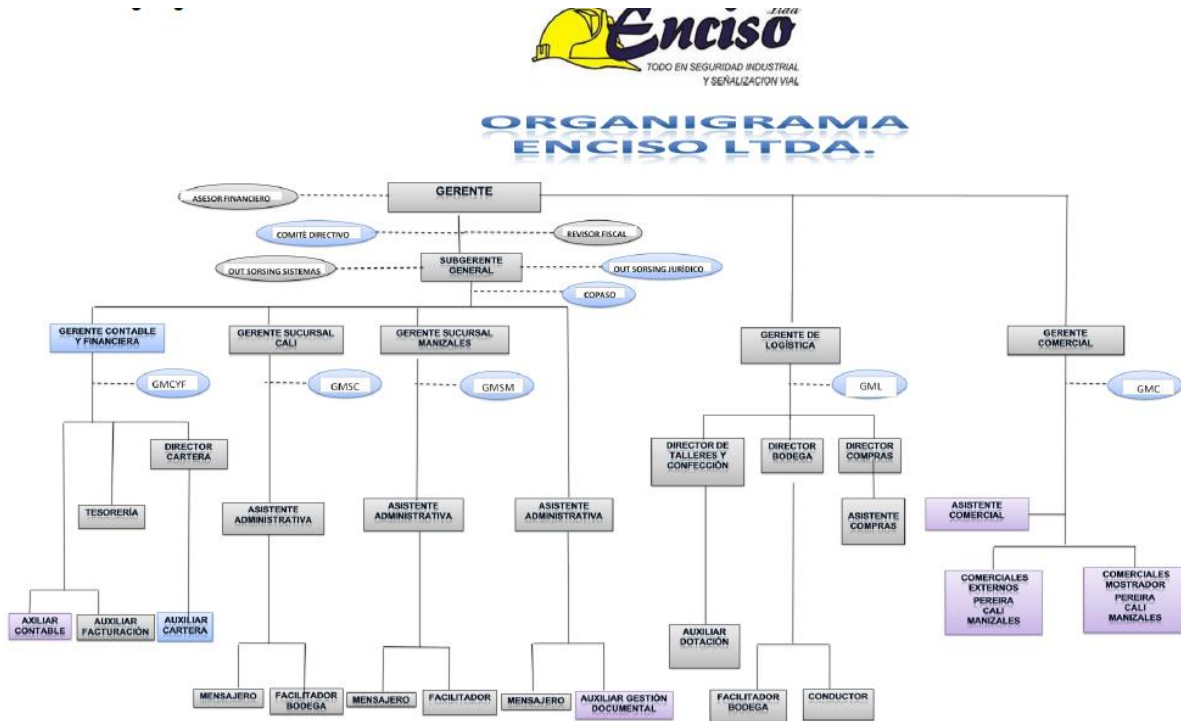 Ltda
Enciso
TODO EN SEGURIDAD INDUSTRIAL
Y SEÑALIZACION VIAL
ORGANIGRAMA
ENCISO LTDA.
GERENTE
ASESOR FINANCIERO
COMITÉ DIRECTIVO
REVISOR FISCAL
SUBGERENTE
GENERAL
OUT SORSING SISTEMAS
OUT SORSING JURÍDICO
COPASO
GERENTE CONTABLE
Y FINANCIERA
GERENTE SUCURSAL
CALI
GERENTE SUCURSAL
MANIZALES
GERENTE DE
LOGÍSTICA
GERENTE
COMERCIAL
GMCYF
GMSC
GMSM
GML
GMC
DIRECTOR
CARTERA
DIRECTOR DE
TALLERES Y
CONFECCIÓN
DIRECTOR
BODEGA
DIRECTOR
COMPRAS
TESORERÍA
ASISTENTE
ADMINISTRATIVA
ASISTENTE
ADMINISTRATIVA
ASISTENTE
ADMINISTRATIVA
ASISTENTE
COMPRAS
ASISTENTE
COMERCIAL
COMERCIALES
EXTERNOS
PEREIRA
CALI
MANIZALES
COMERCIALES
MOSTRADOR
PEREIRA
CALI
MANIZALES
AXILIAR
CONTABLE
AUXILIAR
FACTURACIÓN
AUXILIAR
CARTERA
AUXILIAR
DOTACIÓN
MENSAJERO
FACILITADOR
BODEGA
MENSAJERO
FACILITADOR
MENSAJERO
AUXILIAR GESTIÓN
DOCUMENTAL
FACILITADOR
BODEGA
CONDUCTOR